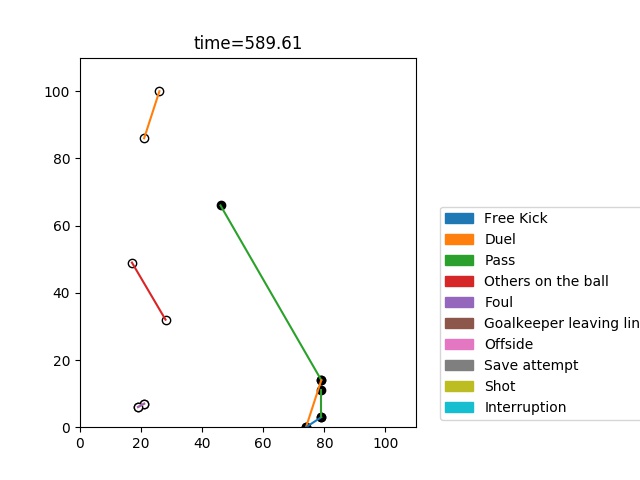 time=589.61
100
80
60
40
20
0
0 20 40 60 80 100
Free Kick
Duel
Pass
Others on the ball
Foul
Goalkeeper leaving lin
Offside
Save attempt
Shot
Interruption